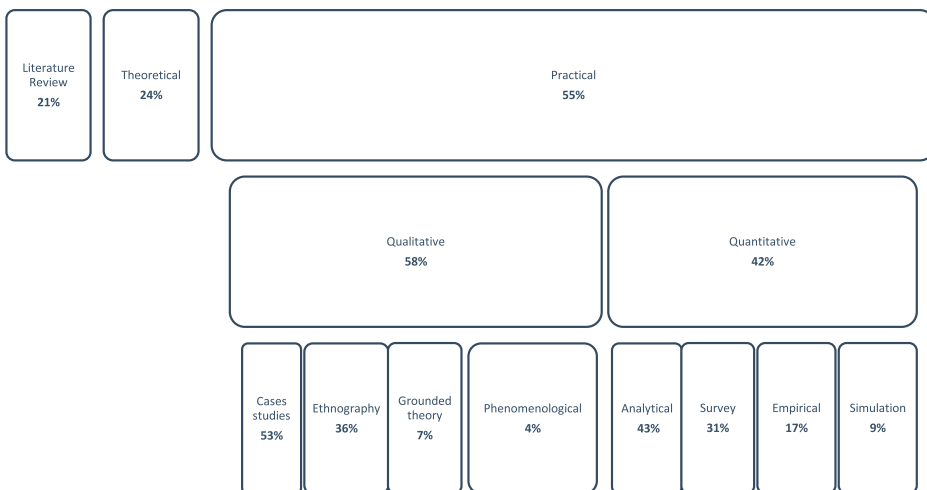 Literature
Review
21%
Theoretical
24%
Practical
55%
Qualitative
58%
Quantitative
42%
Cases
studies
53%
Ethnography
36%
Grounded
theory
7%
Phenomenological
4%
Analytical
43%
Survey
31%
Empirical
17%
Simulation
9%